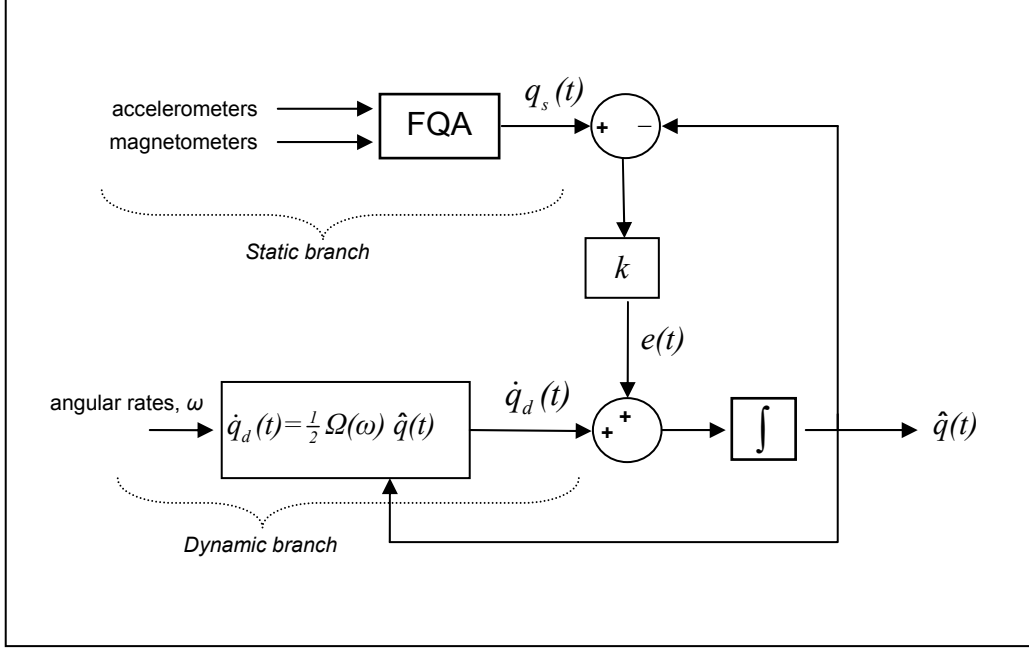 accelerometers
magnetometers
FQA
q_s(t)
+ −
Static branch
k
e(t)
angular rates, ω
q̇_d(t)=½ Ω(ω) q̂(t)
q̇_d(t)
+
+
∫
q̂(t)
Dynamic branch